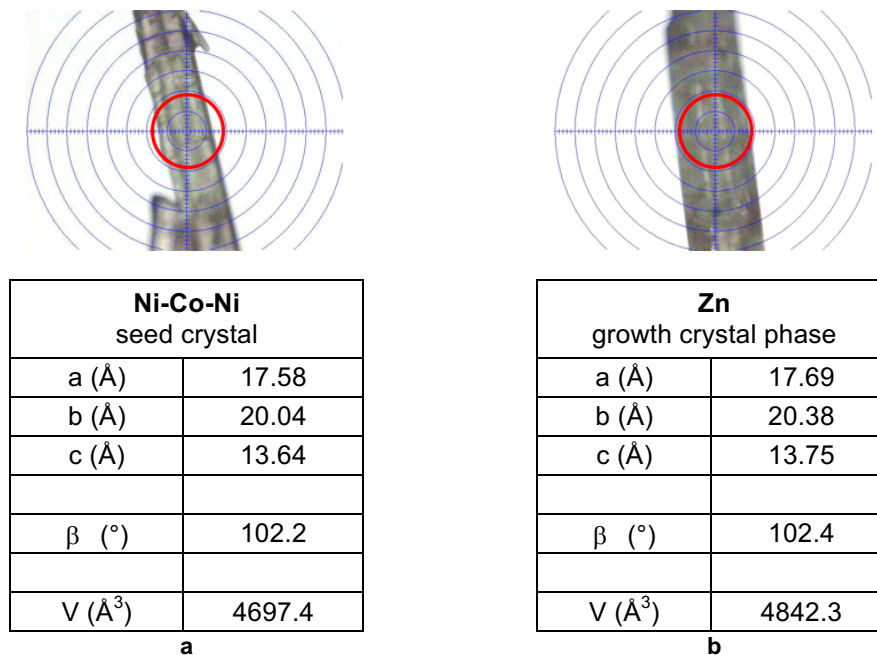 Ni-Co-Ni
seed crystal
a (Å) 17.58
b (Å) 20.04
c (Å) 13.64
β (°) 102.2
V (Å³) 4697.4
a
Zn
growth crystal phase
a (Å) 17.69
b (Å) 20.38
c (Å) 13.75
β (°) 102.4
V (Å³) 4842.3
b